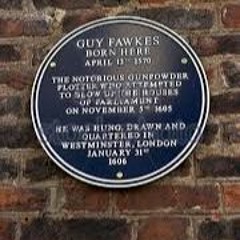 GUY FAWKES
BORN HERE
APRIL 13th 1570
THE NOTORIOUS GUNPOWDER
PLOTTER WHO ATTEMPTED
TO BLOW UP THE HOUSES
OF PARLIAMENT
ON NOVEMBER 5th 1605
HE WAS HUNG, DRAWN AND
QUARTERED IN
WESTMINSTER, LONDON
JANUARY 31st
1606